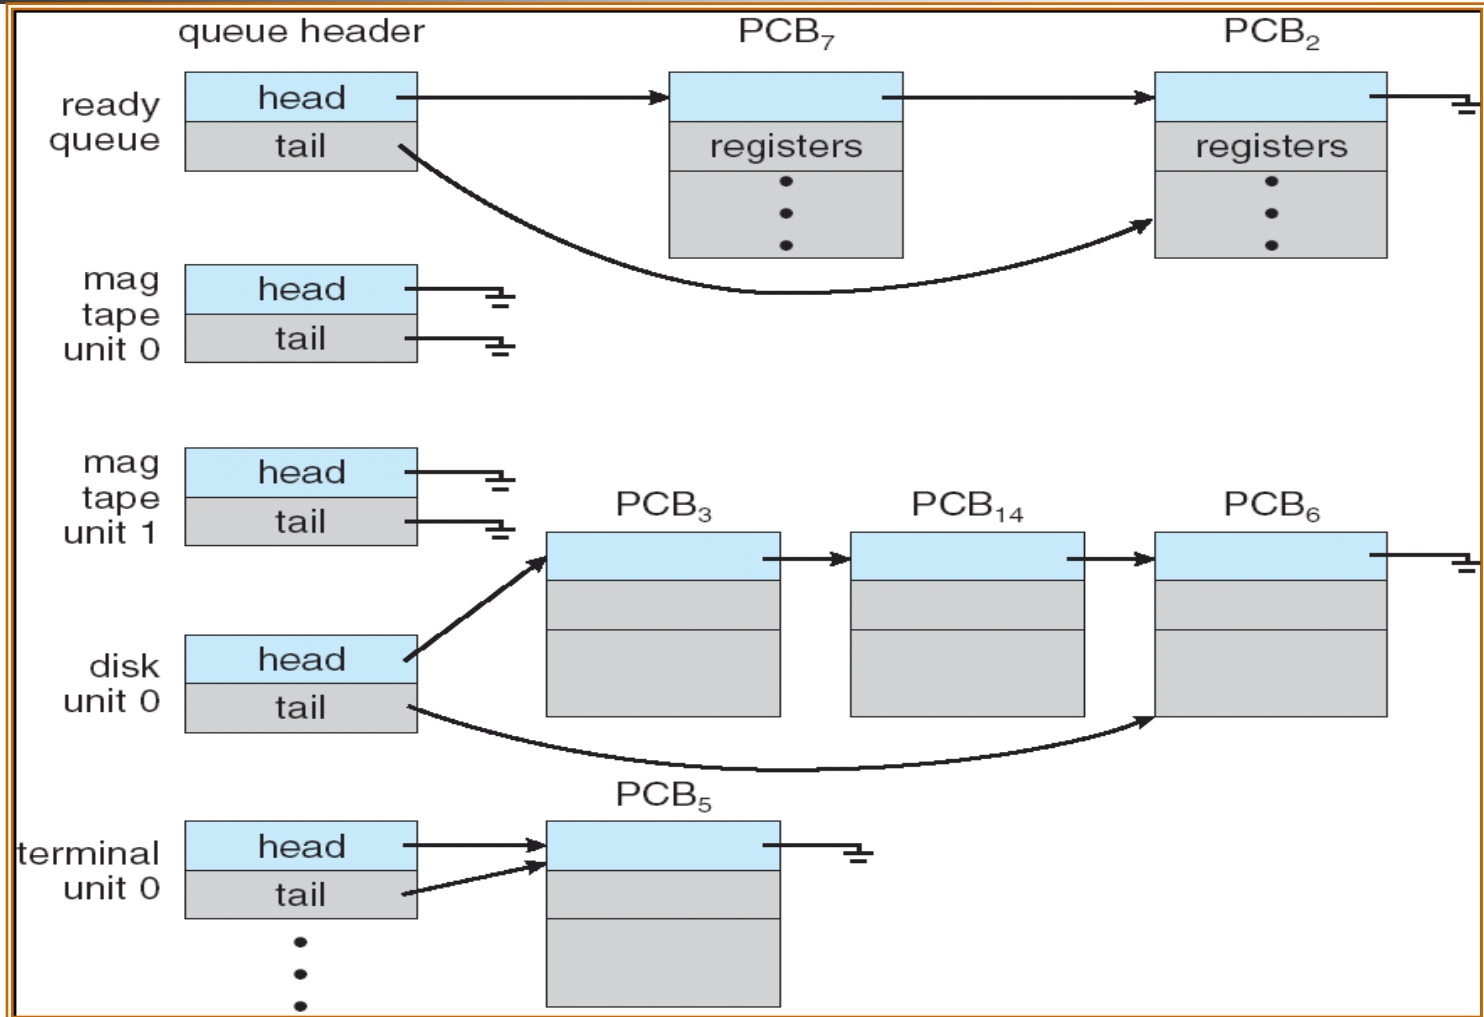 queue header
PCB₇
PCB₂
ready
queue
head
tail
registers
registers
mag
tape
unit 0
head
tail
mag
tape
unit 1
head
tail
PCB₃
PCB₁₄
PCB₆
disk
unit 0
head
tail
PCB₅
terminal
unit 0
head
tail